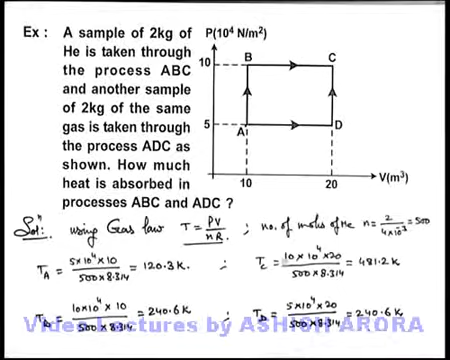 Ex : A sample of 2kg of
He is taken through
the process ABC
and another sample
of 2kg of the same
gas is taken through
the process ADC as
shown. How much
heat is absorbed in
processes ABC and ADC ?
P(10⁴ N/m²)
10
B
C
5
A
D
10
20
V(m³)
Sol": using Gas law T = PV/nR ; no. of moles of He n = 2/(4×10⁻³) = 500
T_A = (5×10⁴×10)/(500×8.314) = 120.3 K. ; T_C = (10×10⁴×20)/(500×8.314) = 481.2 K
T_B = (10×10⁴×10)/(500×8.314) = 240.6 K ; T_D = (5×10⁴×20)/(500×8.314) = 240.6 K
Video Lectures by ASHISH ARORA